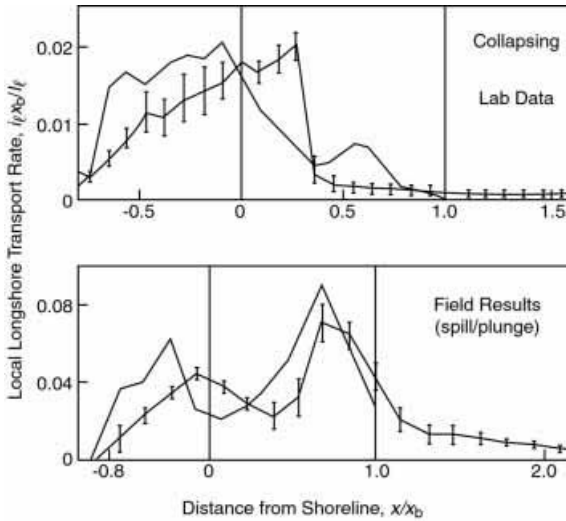 Local Longshore Transport Rate, iℓxb/Iℓ
0.02
0.01
0
Collapsing
Lab Data
-0.5 0 0.5 1.0 1.5
0.08
0.04
0
Field Results
(spill/plunge)
-0.8 0 1.0 2.0
Distance from Shoreline, x/xb